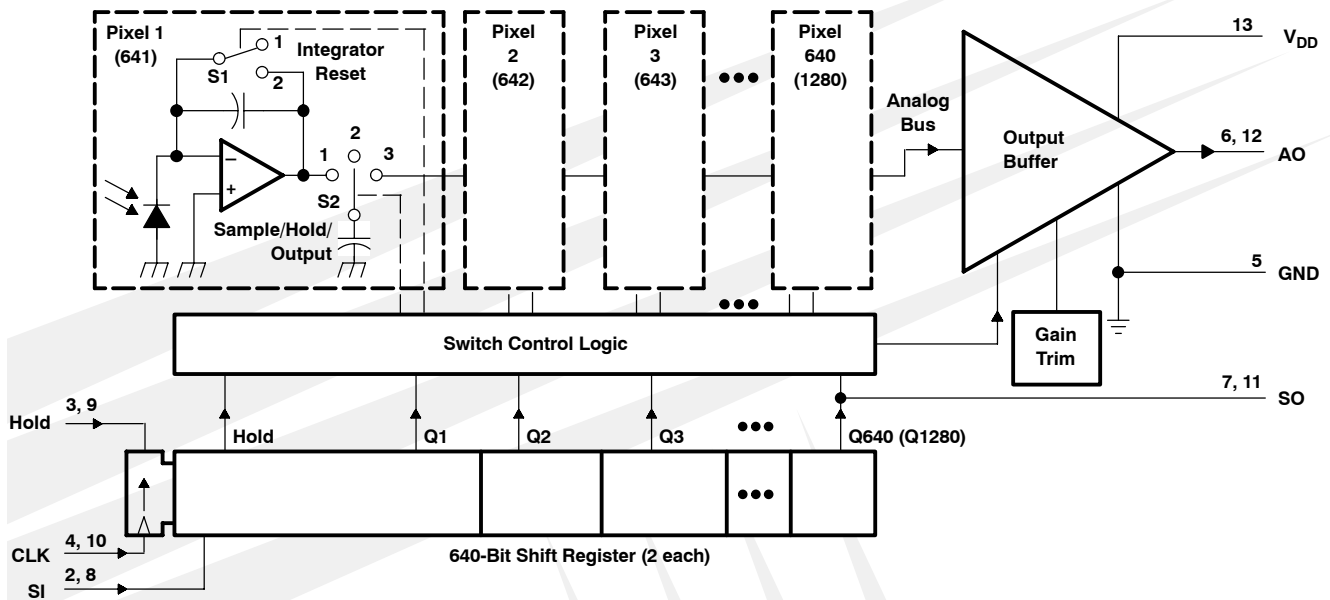 Pixel 1
(641)
1
Integrator
Reset
S1
2
−
+
1
2
3
S2
Sample/Hold/
Output
Pixel
2
(642)
Pixel
3
(643)
Pixel
640
(1280)
Analog
Bus
Output
Buffer
13
VDD
6, 12
AO
5
GND
Gain
Trim
Switch Control Logic
7, 11
SO
Hold
3, 9
Hold
Q1
Q2
Q3
Q640 (Q1280)
CLK
4, 10
640-Bit Shift Register (2 each)
SI
2, 8